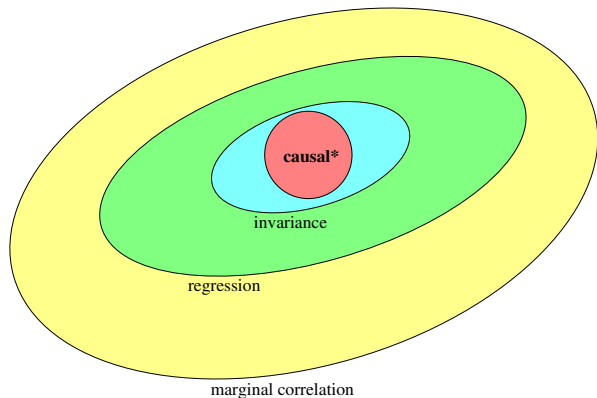 causal*
invariance
regression
marginal correlation